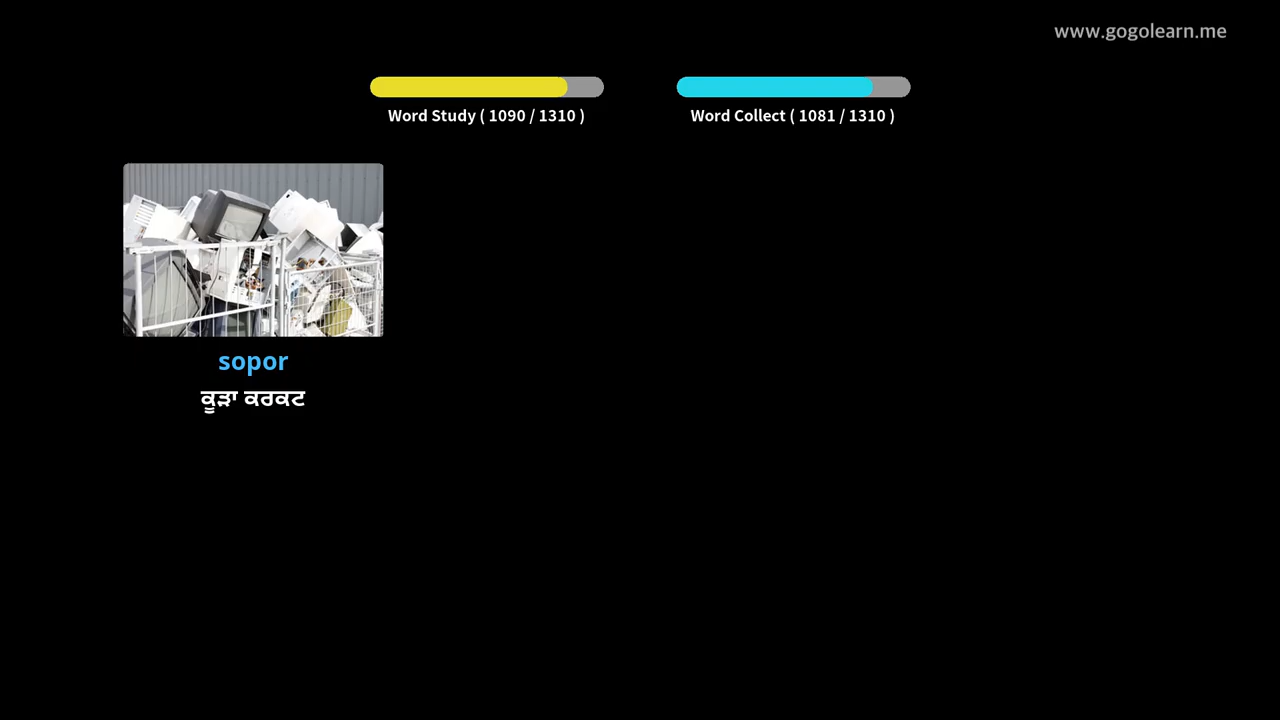 www.gogolearn.me
Word Study ( 1090 / 1310 )
Word Collect ( 1081 / 1310 )
sopor
ਕੂੜਾ ਕਰਕਟ